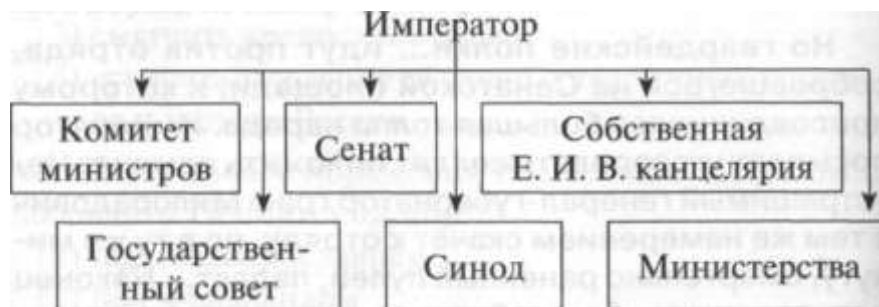 Император
Комитет
министров
Сенат
Собственная
Е. И. В. канцелярия
Государствен-
ный совет
Синод
Министерства